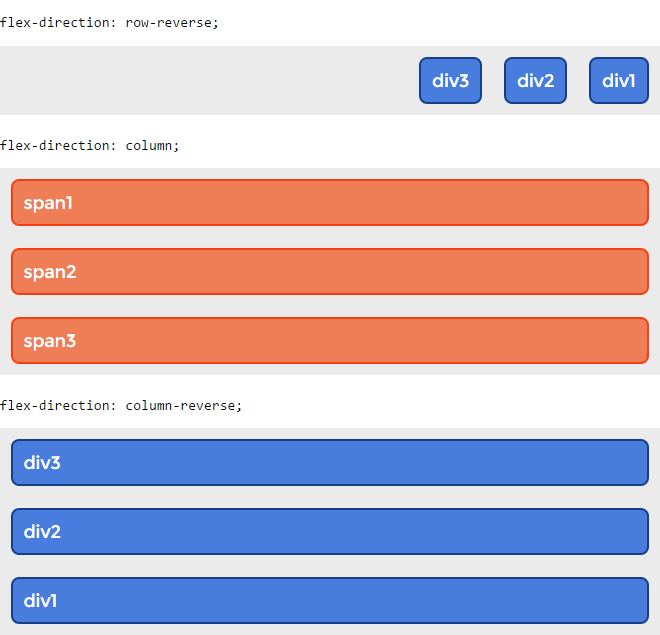 flex-direction: row-reverse;
div3 div2 div1
flex-direction: column;
span1
span2
span3
flex-direction: column-reverse;
div3
div2
div1